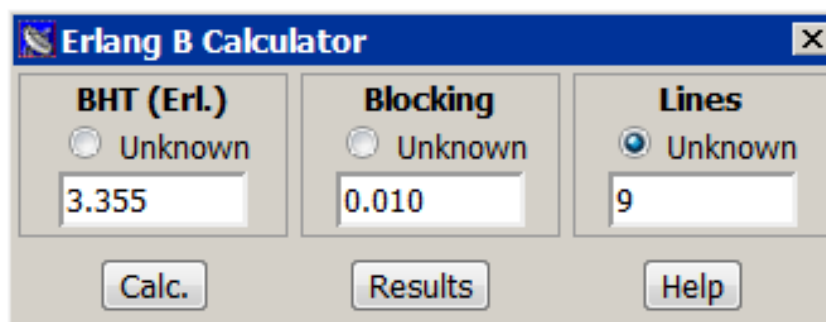 Erlang B Calculator
BHT (Erl.) Blocking Lines
Unknown Unknown Unknown
3.355 0.010 9
Calc. Results Help